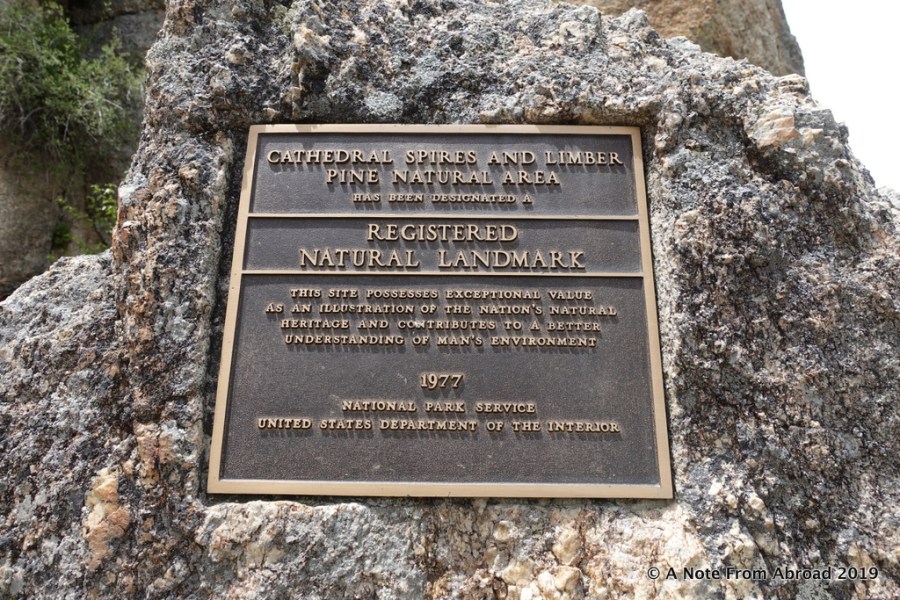 CATHEDRAL SPIRES AND LIMBER
PINE NATURAL AREA
HAS BEEN DESIGNATED A
REGISTERED
NATURAL LANDMARK
THIS SITE POSSESSES EXCEPTIONAL VALUE
AS AN ILLUSTRATION OF THE NATION'S NATURAL
HERITAGE AND CONTRIBUTES TO A BETTER
UNDERSTANDING OF MAN'S ENVIRONMENT
1977
NATIONAL PARK SERVICE
UNITED STATES DEPARTMENT OF THE INTERIOR
© A Note From Abroad 2019